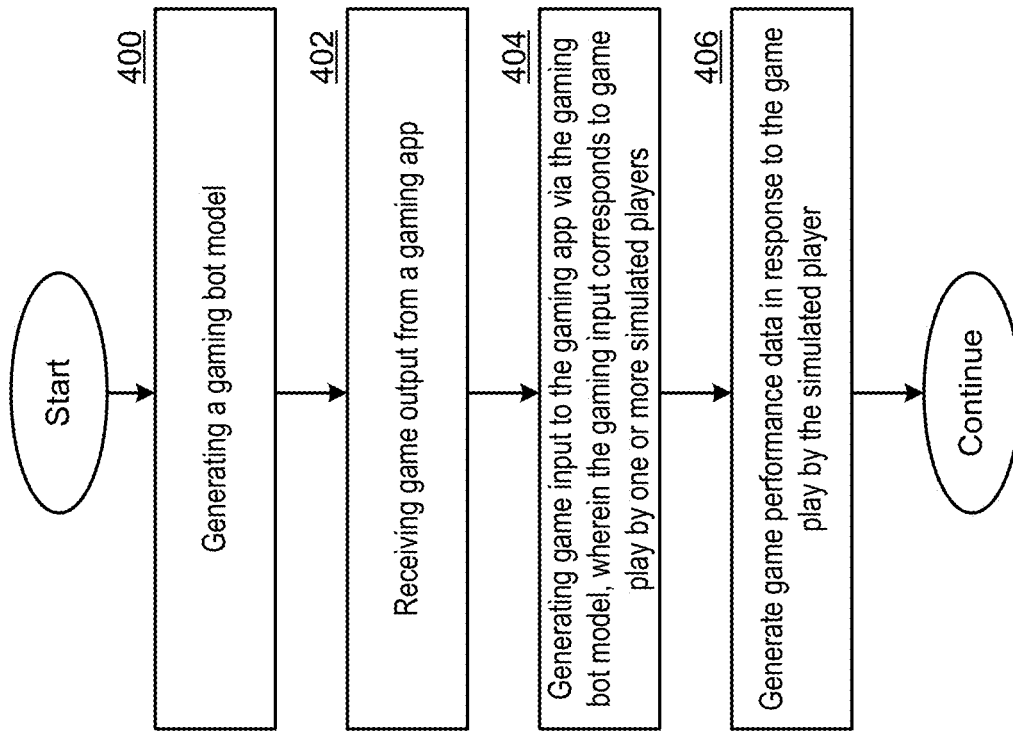 Start
400
Generating a gaming bot model
402
Receiving game output from a gaming app
404
Generating game input to the gaming app via the gaming
bot model, wherein the gaming input corresponds to game
play by one or more simulated players
406
Generate game performance data in response to the game
play by the simulated player
Continue